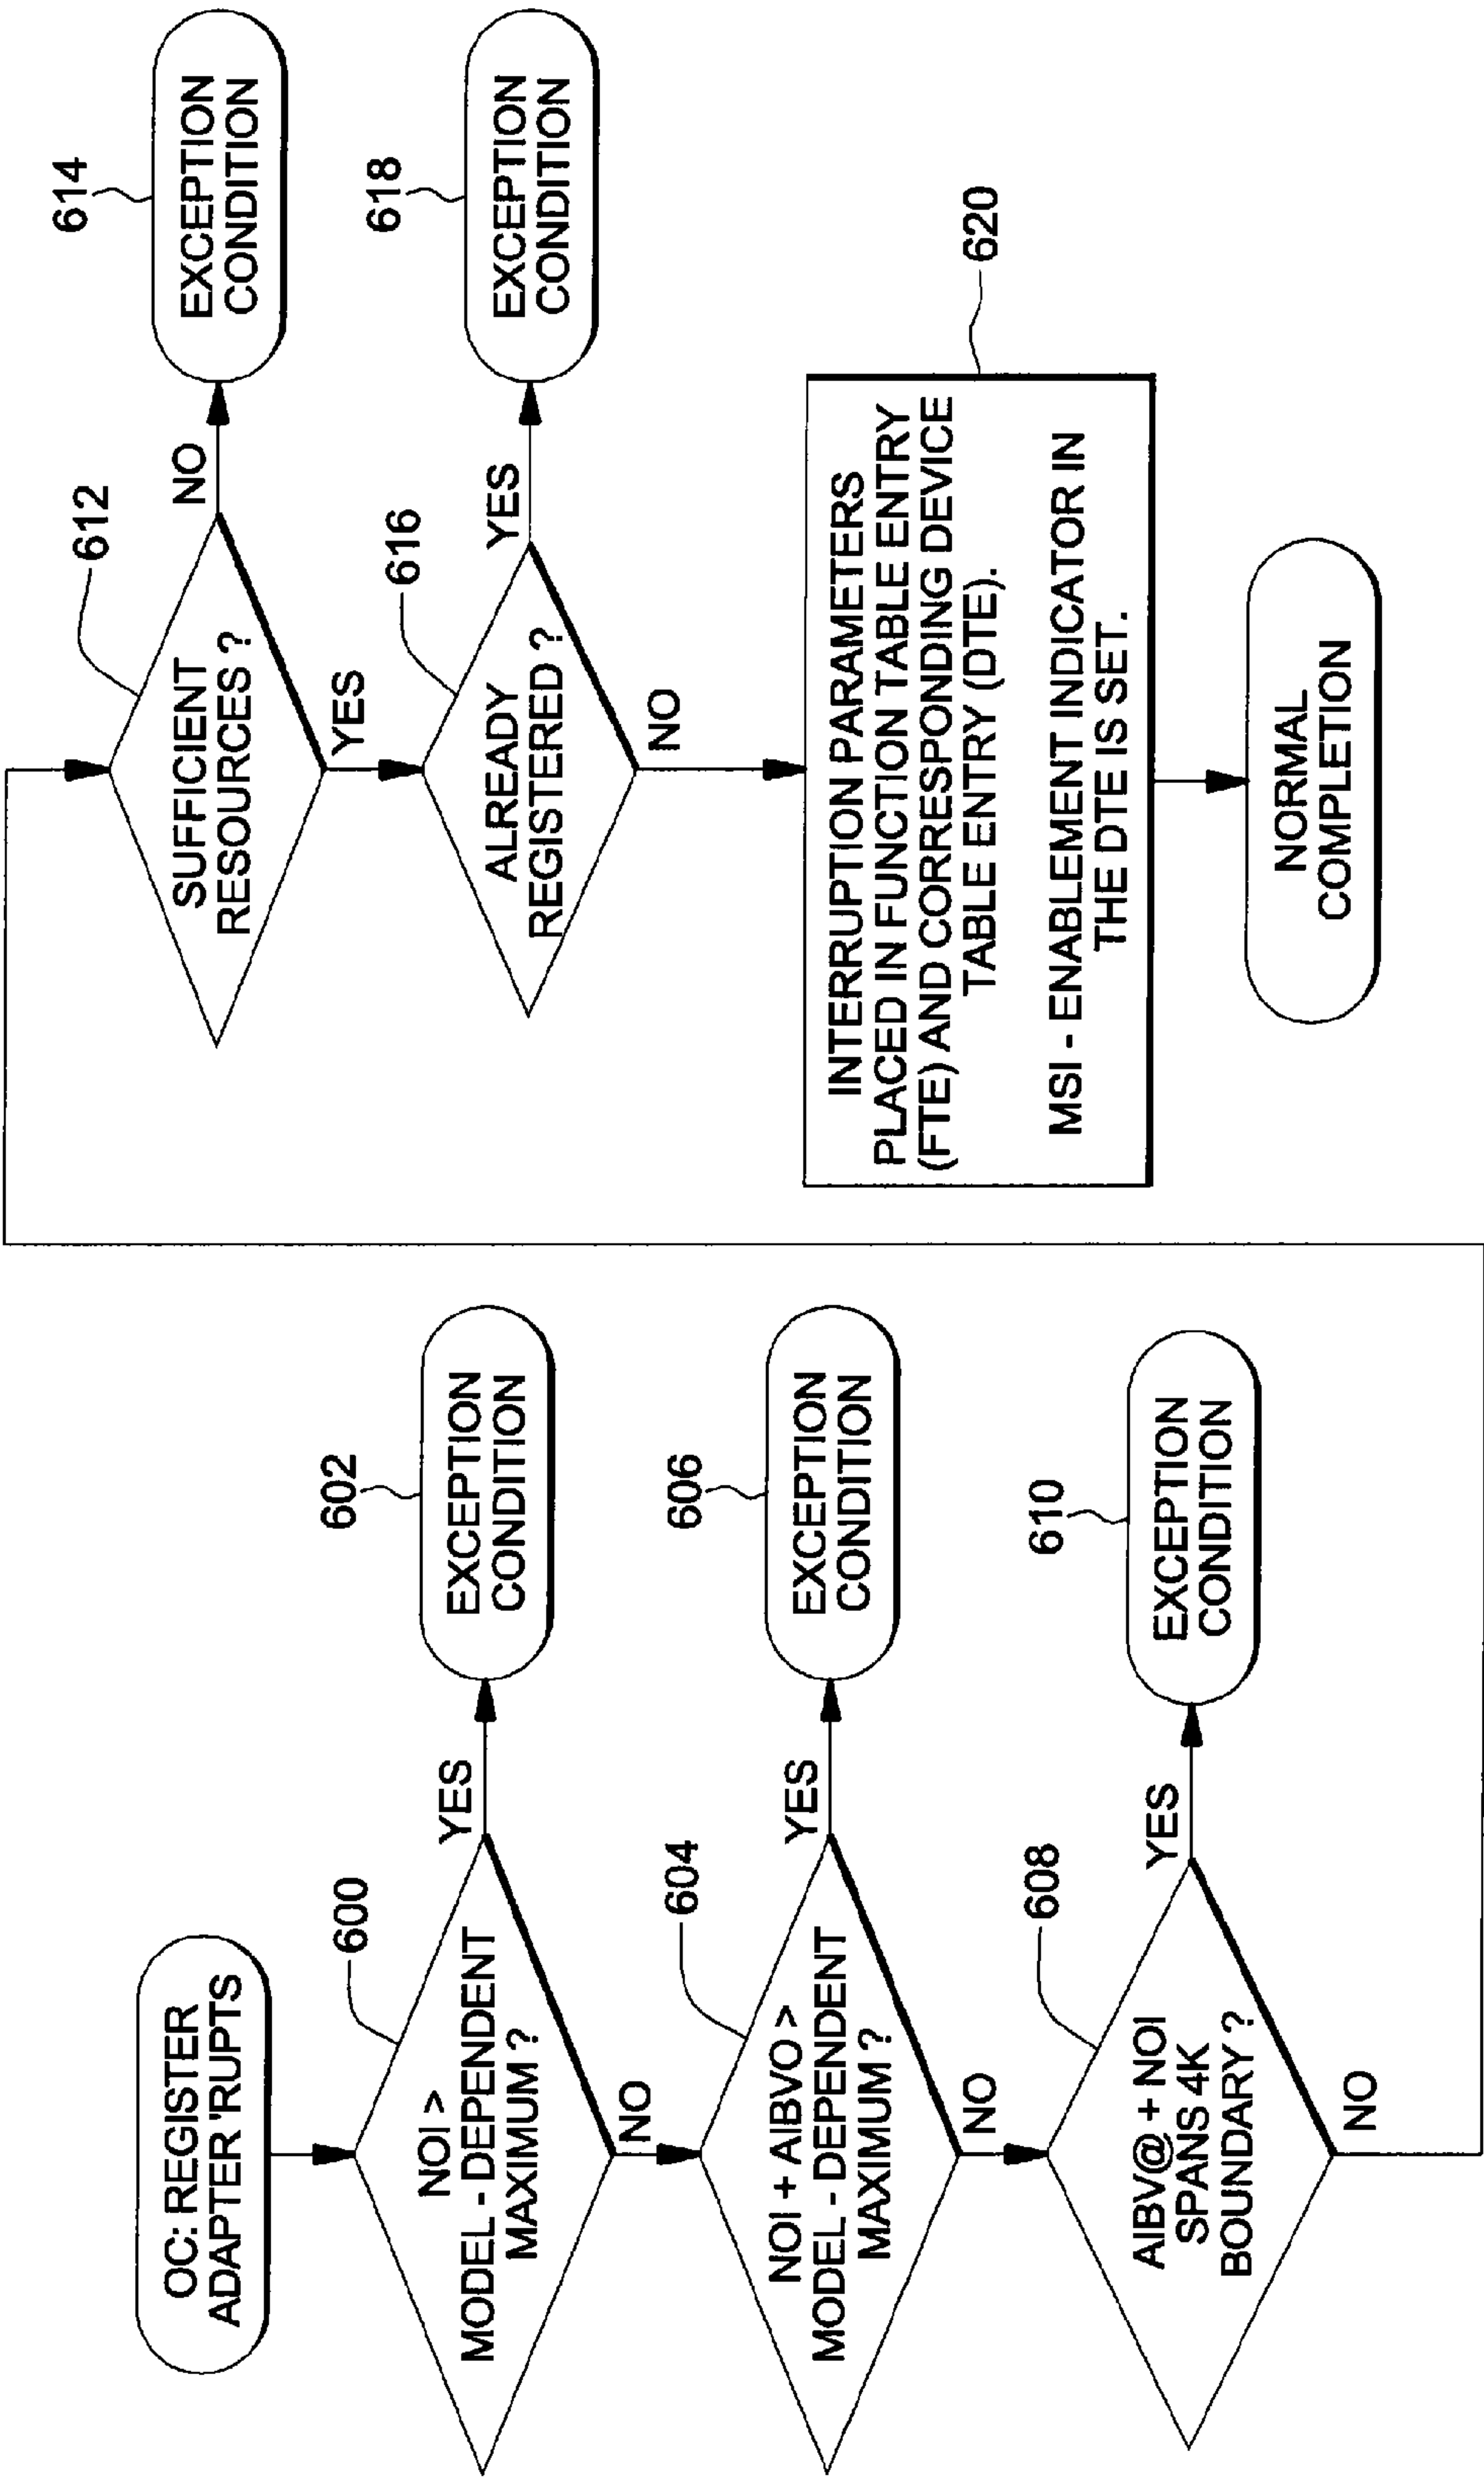 OC: REGISTER
ADAPTER 'RUPTS
600
NOI >
MODEL - DEPENDENT
MAXIMUM ?
YES
602
EXCEPTION
CONDITION
NO
604
NOI + AIBVO >
MODEL - DEPENDENT
MAXIMUM ?
YES
606
EXCEPTION
CONDITION
NO
608
AIBV@ + NOI
SPANS 4K
BOUNDARY ?
YES
610
EXCEPTION
CONDITION
NO
612
SUFFICIENT
RESOURCES ?
NO
614
EXCEPTION
CONDITION
YES
616
ALREADY
REGISTERED ?
YES
618
EXCEPTION
CONDITION
NO
620
INTERRUPTION PARAMETERS
PLACED IN FUNCTION TABLE ENTRY
(FTE) AND CORRESPONDING DEVICE
TABLE ENTRY (DTE).
MSI - ENABLEMENT INDICATOR IN
THE DTE IS SET.
NORMAL
COMPLETION